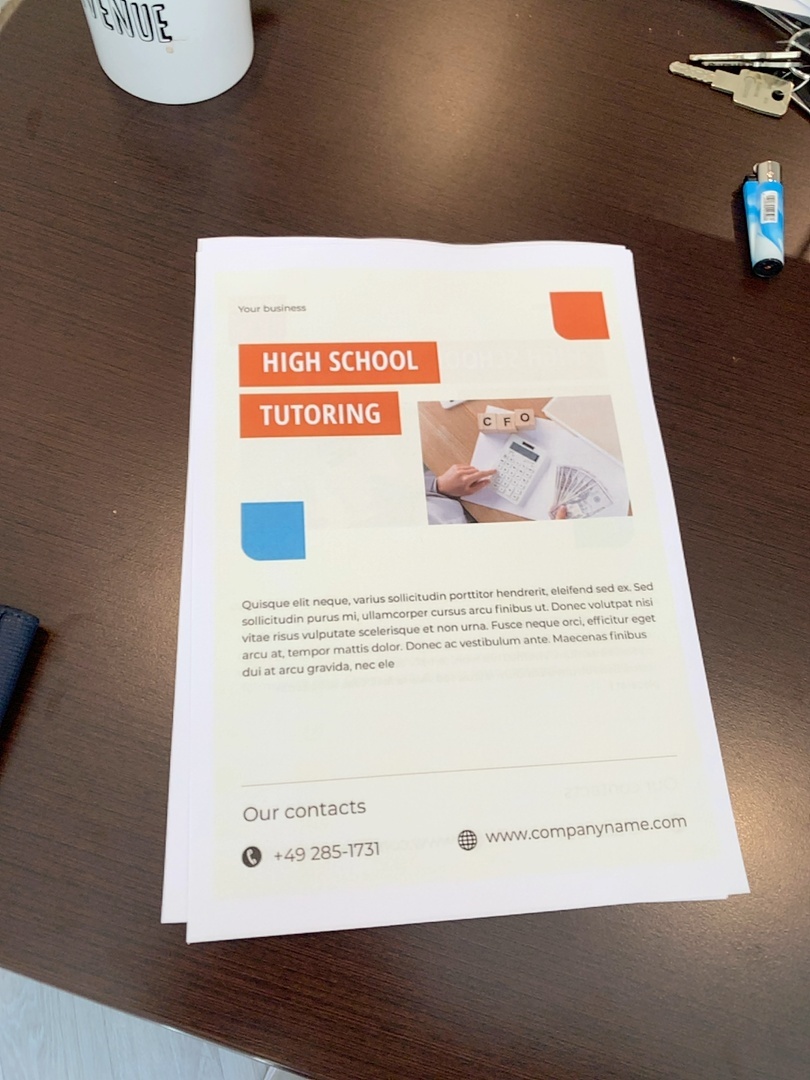 Your business
HIGH SCHOOL
TUTORING
C F O
Quisque elit neque, varius sollicitudin porttitor hendrerit, eleifend sed ex. Sed
sollicitudin purus mi, ullamcorper cursus arcu finibus ut. Donec volutpat nisi
vitae risus vulputate scelerisque et non urna. Fusce neque orci, efficitur eget
arcu at, tempor mattis dolor. Donec ac vestibulum ante. Maecenas finibus
dui at arcu gravida, nec ele
Our contacts
+49 285-1731
www.companyname.com